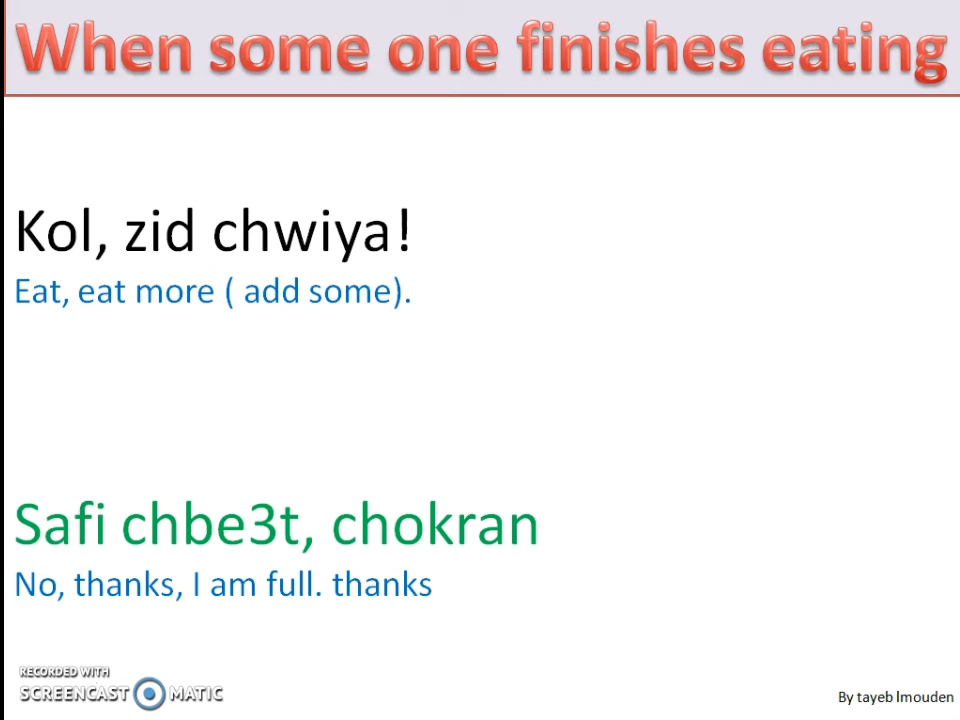 When some one finishes eating
Kol, zid chwiya!
Eat, eat more ( add some).
Safi chbe3t, chokran
No, thanks, I am full. thanks
RECORDED WITH
SCREENCAST MATIC
By tayeb lmouden